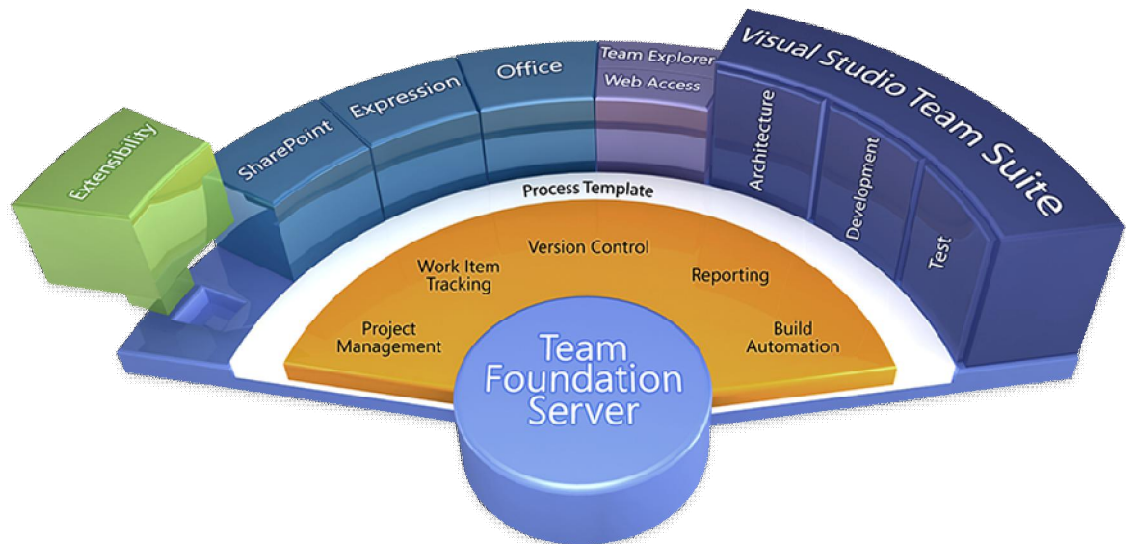 Extensibility
SharePoint
Expression
Office
Team Explorer
Web Access
Visual Studio Team Suite
Architecture
Development
Test
Process Template
Version Control
Work Item
Tracking
Reporting
Project
Management
Build
Automation
Team
Foundation
Server